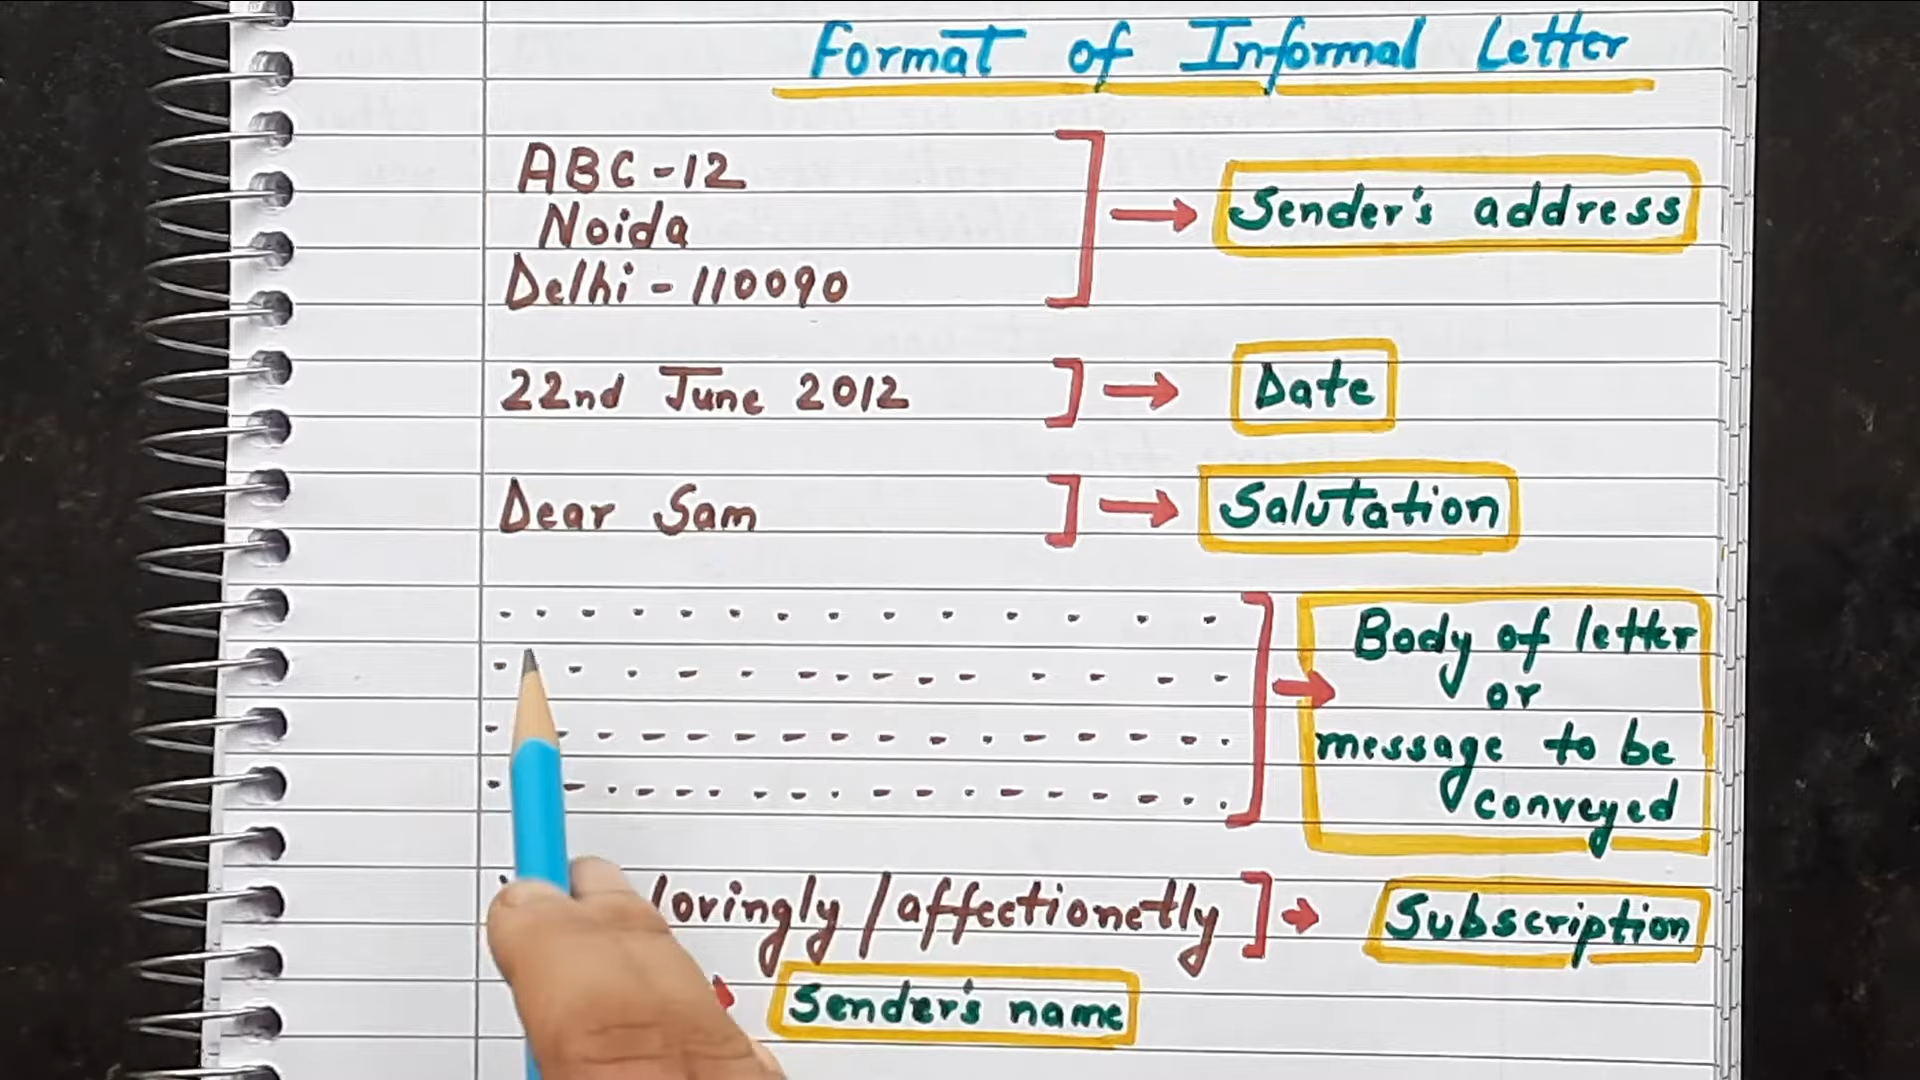 Format of Informal Letter
ABC-12
Noida
Delhi - 110090
Sender's address
22nd June 2012
Date
Dear Sam
Salutation
Body of letter
or
message to be
conveyed
lovingly / affectionetly
Subscription
Sender's name